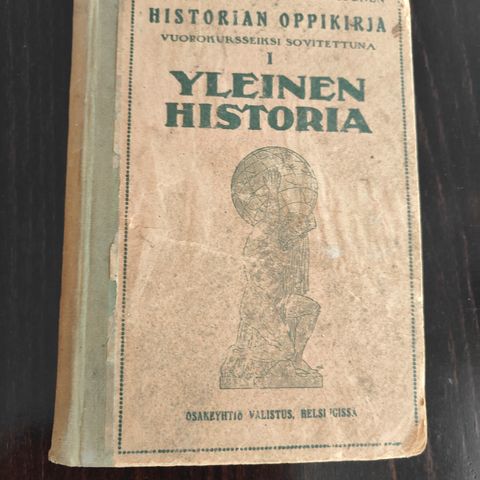 HISTORIAN OPPIKIRJA
VUOROKURSSEIKSI SOVITETTUNA
I
YLEINEN
HISTORIA
OSAKEYHTIÖ VALISTUS, HELSINGISSÄ